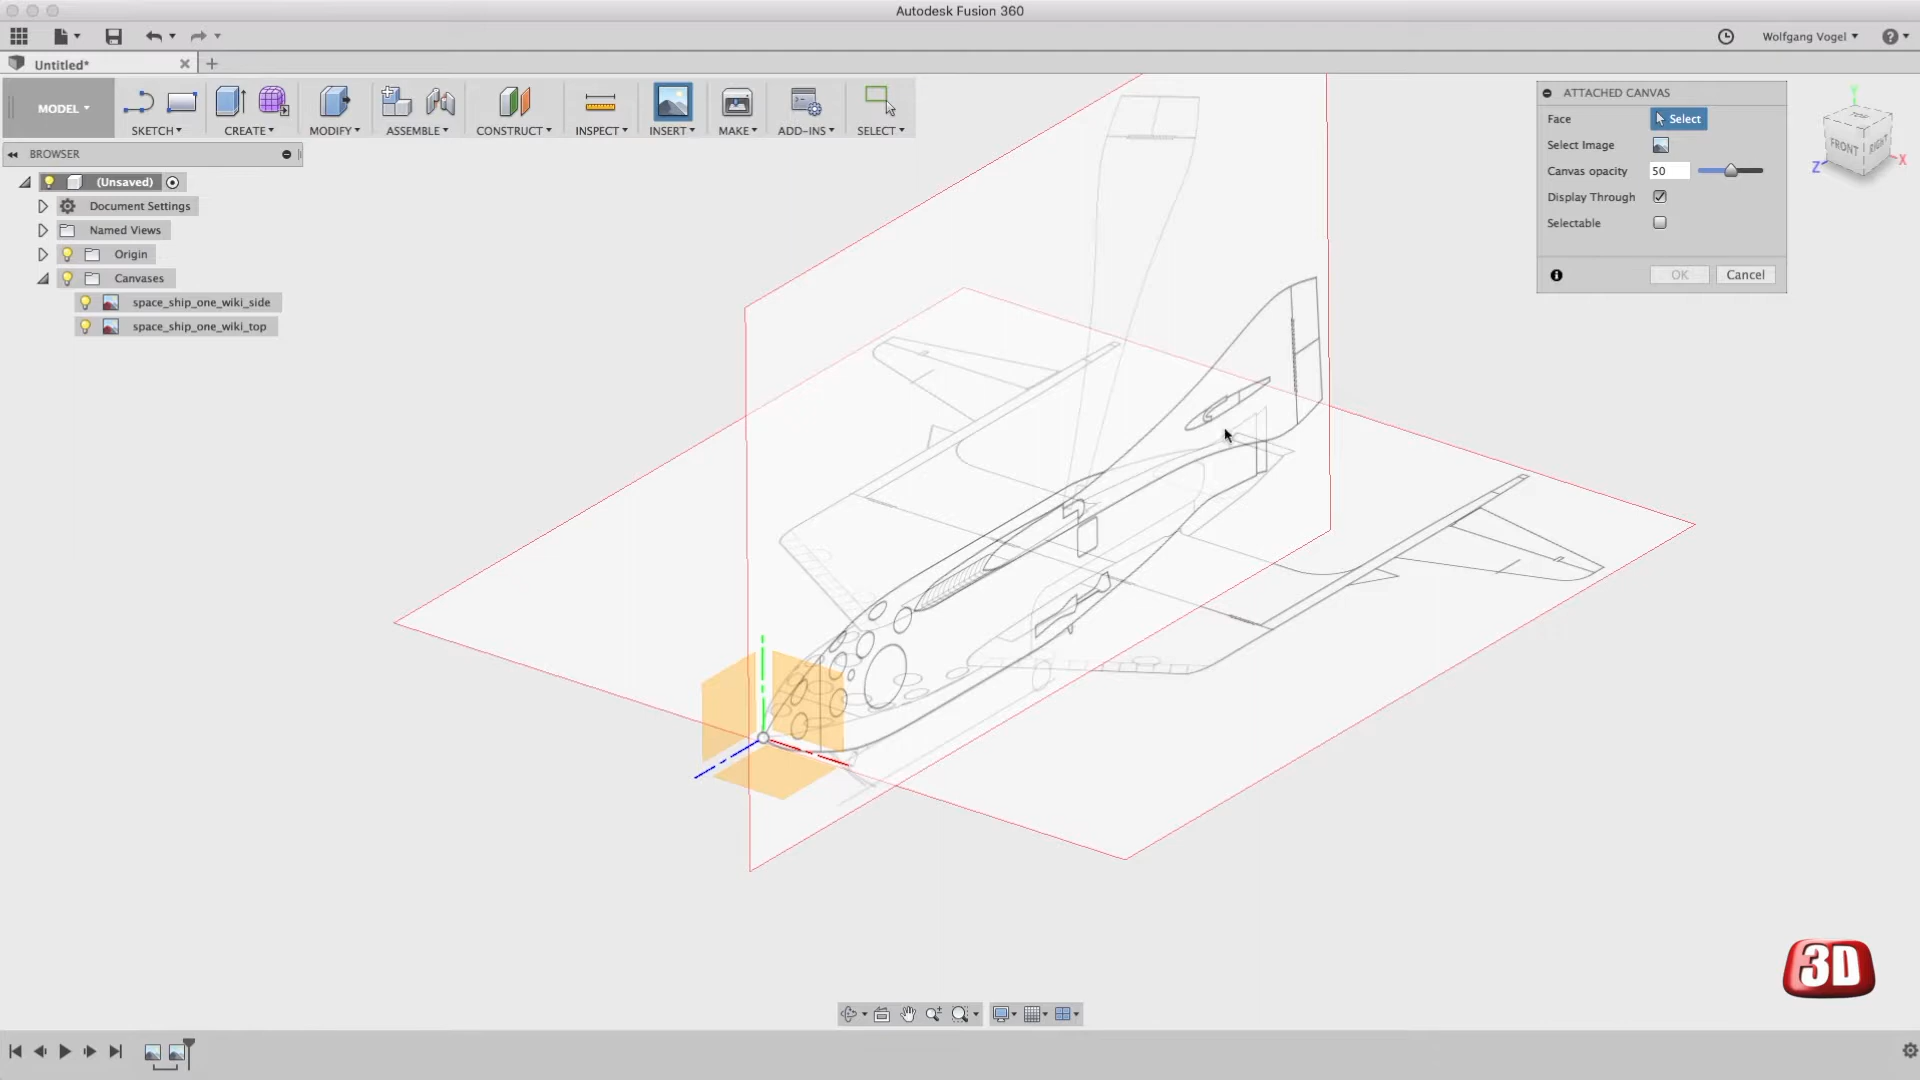 Autodesk Fusion 360
Wolfgang Vogel
Untitled*
MODEL
SKETCH
CREATE
MODIFY
ASSEMBLE
CONSTRUCT
INSPECT
INSERT
MAKE
ADD-INS
SELECT
BROWSER
(Unsaved)
Document Settings
Named Views
Origin
Canvases
space_ship_one_wiki_side
space_ship_one_wiki_top
ATTACHED CANVAS
Face
Select
Select Image
Canvas opacity
50
Display Through
Selectable
OK
Cancel
Y
TOP
FRONT
RIGHT
Z
X
3D